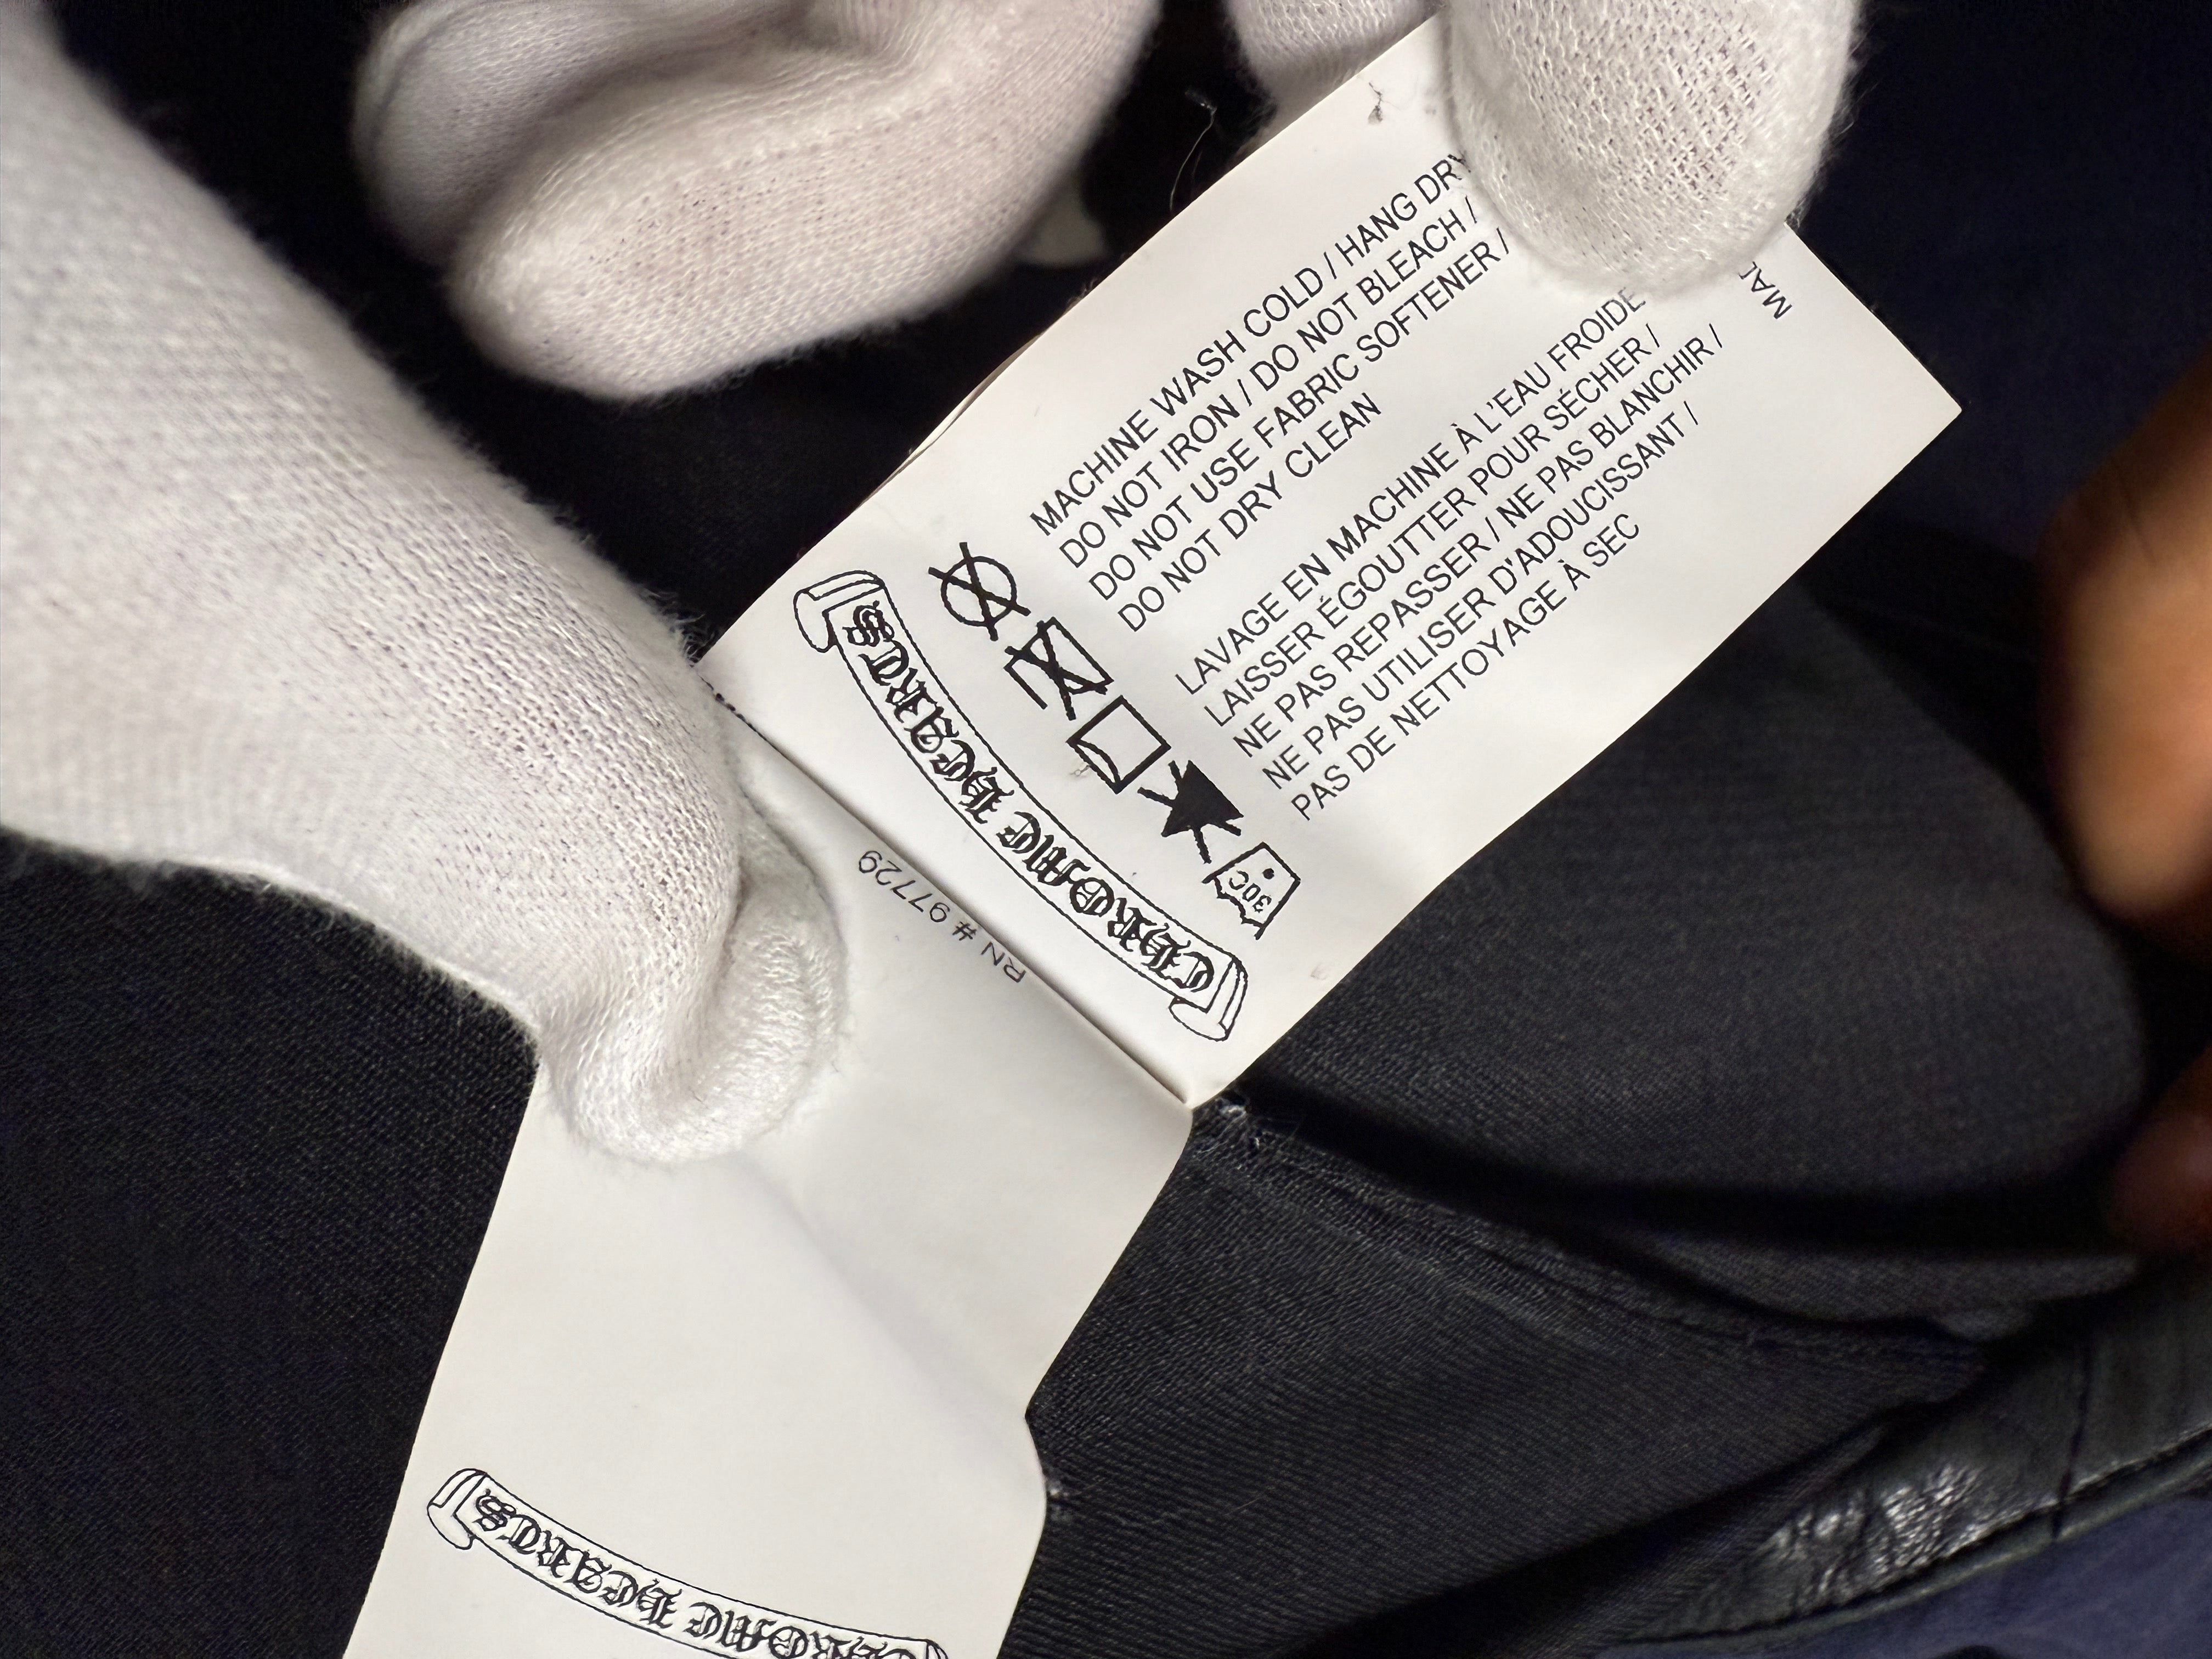 MACHINE WASH COLD / HANG DRY
DO NOT IRON / DO NOT BLEACH /
DO NOT USE FABRIC SOFTENER /
DO NOT DRY CLEAN
LAVAGE EN MACHINE À L'EAU FROIDE
LAISSER ÉGOUTTER POUR SÉCHER /
NE PAS REPASSER / NE PAS BLANCHIR /
NE PAS UTILISER D'ADOUCISSANT /
PAS DE NETTOYAGE À SEC
30C
CHROME HEARTS
RN # 97729
CHROME HEARTS